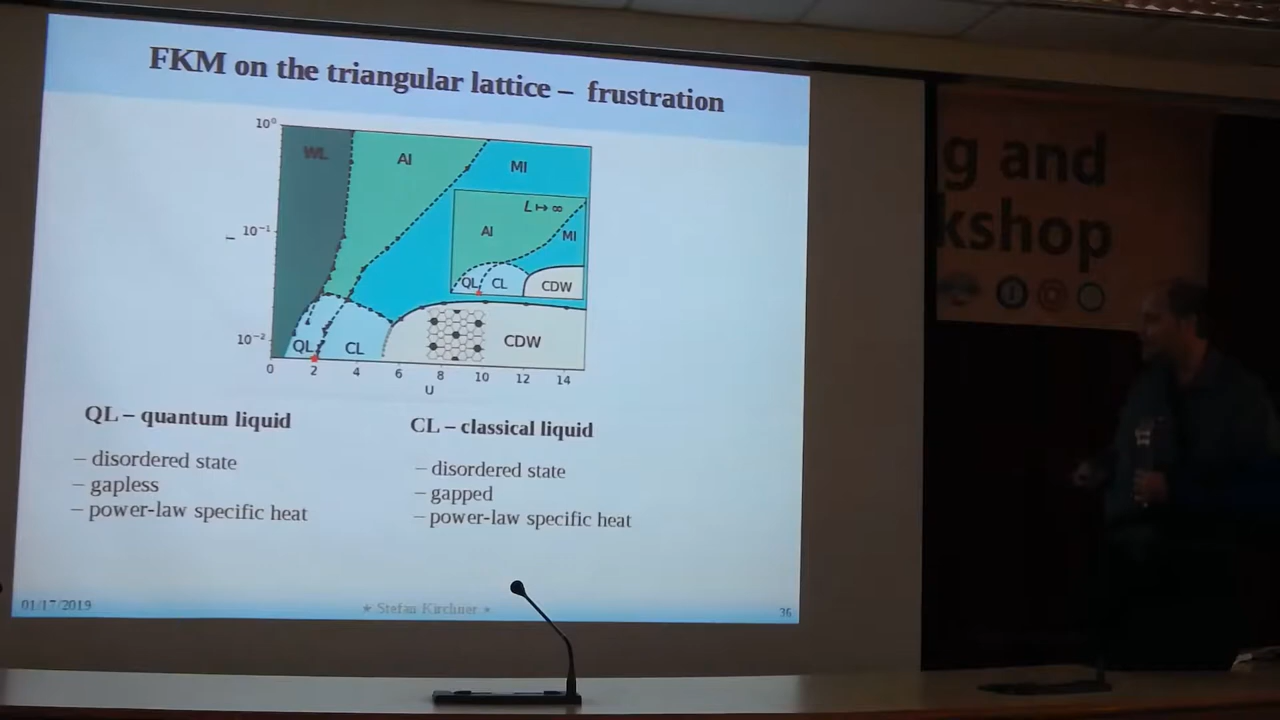 FKM on the triangular lattice – frustration
10⁰
WL
AI
MI
L ↦ ∞
AI
MI
QL
CL
CDW
10⁻¹
T
10⁻²
QL
CL
CDW
0 2 4 6 8 10 12 14
U
QL – quantum liquid
– disordered state
– gapless
– power-law specific heat
CL – classical liquid
– disordered state
– gapped
– power-law specific heat
01/17/2019
★ Stefan Kirchner ★
36
g and
kshop